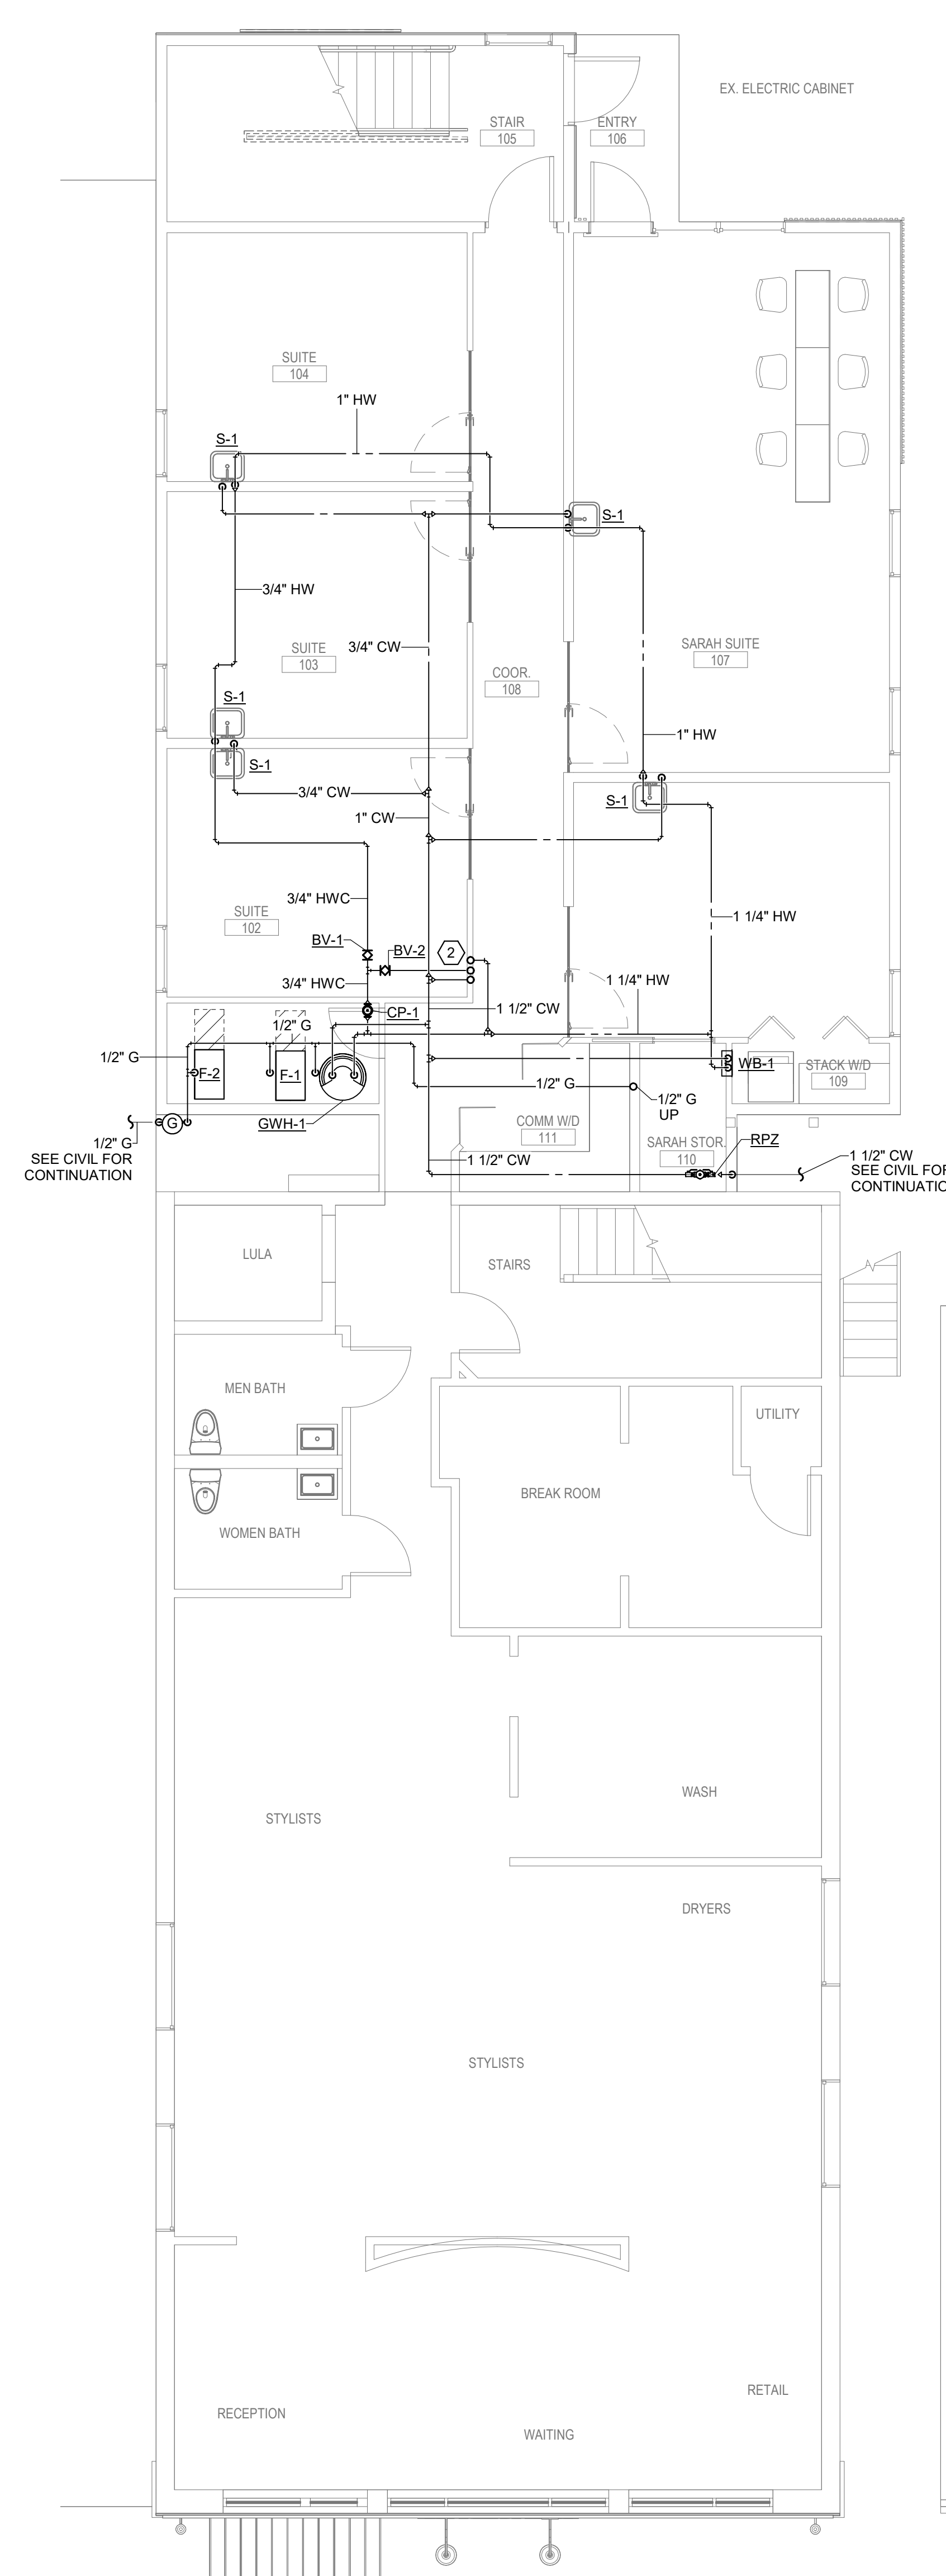 EX. ELECTRIC CABINET
STAIR
105
ENTRY
106
SUITE
104
1" HW
S-1
S-1
3/4" HW
SUITE
103
3/4" CW
SARAH SUITE
107
COOR.
108
S-1
1" HW
S-1
3/4" CW
S-1
1" CW
3/4" HWC
SUITE
102
1 1/4" HW
BV-1
BV-2
2
3/4" HWC
1 1/4" HW
CP-1
1 1/2" CW
1/2" G
1/2" G
F-2
F-1
WB-1
STACK W/D
109
1/2" G
1/2" G
UP
GWH-1
COMM W/D
111
G
1/2" G
SEE CIVIL FOR
CONTINUATION
SARAH STOR.
110
RPZ
1 1/2" CW
1 1/2" CW
SEE CIVIL FOR
CONTINUATIO
LULA
STAIRS
MEN BATH
UTILITY
BREAK ROOM
WOMEN BATH
WASH
STYLISTS
DRYERS
STYLISTS
RETAIL
RECEPTION
WAITING